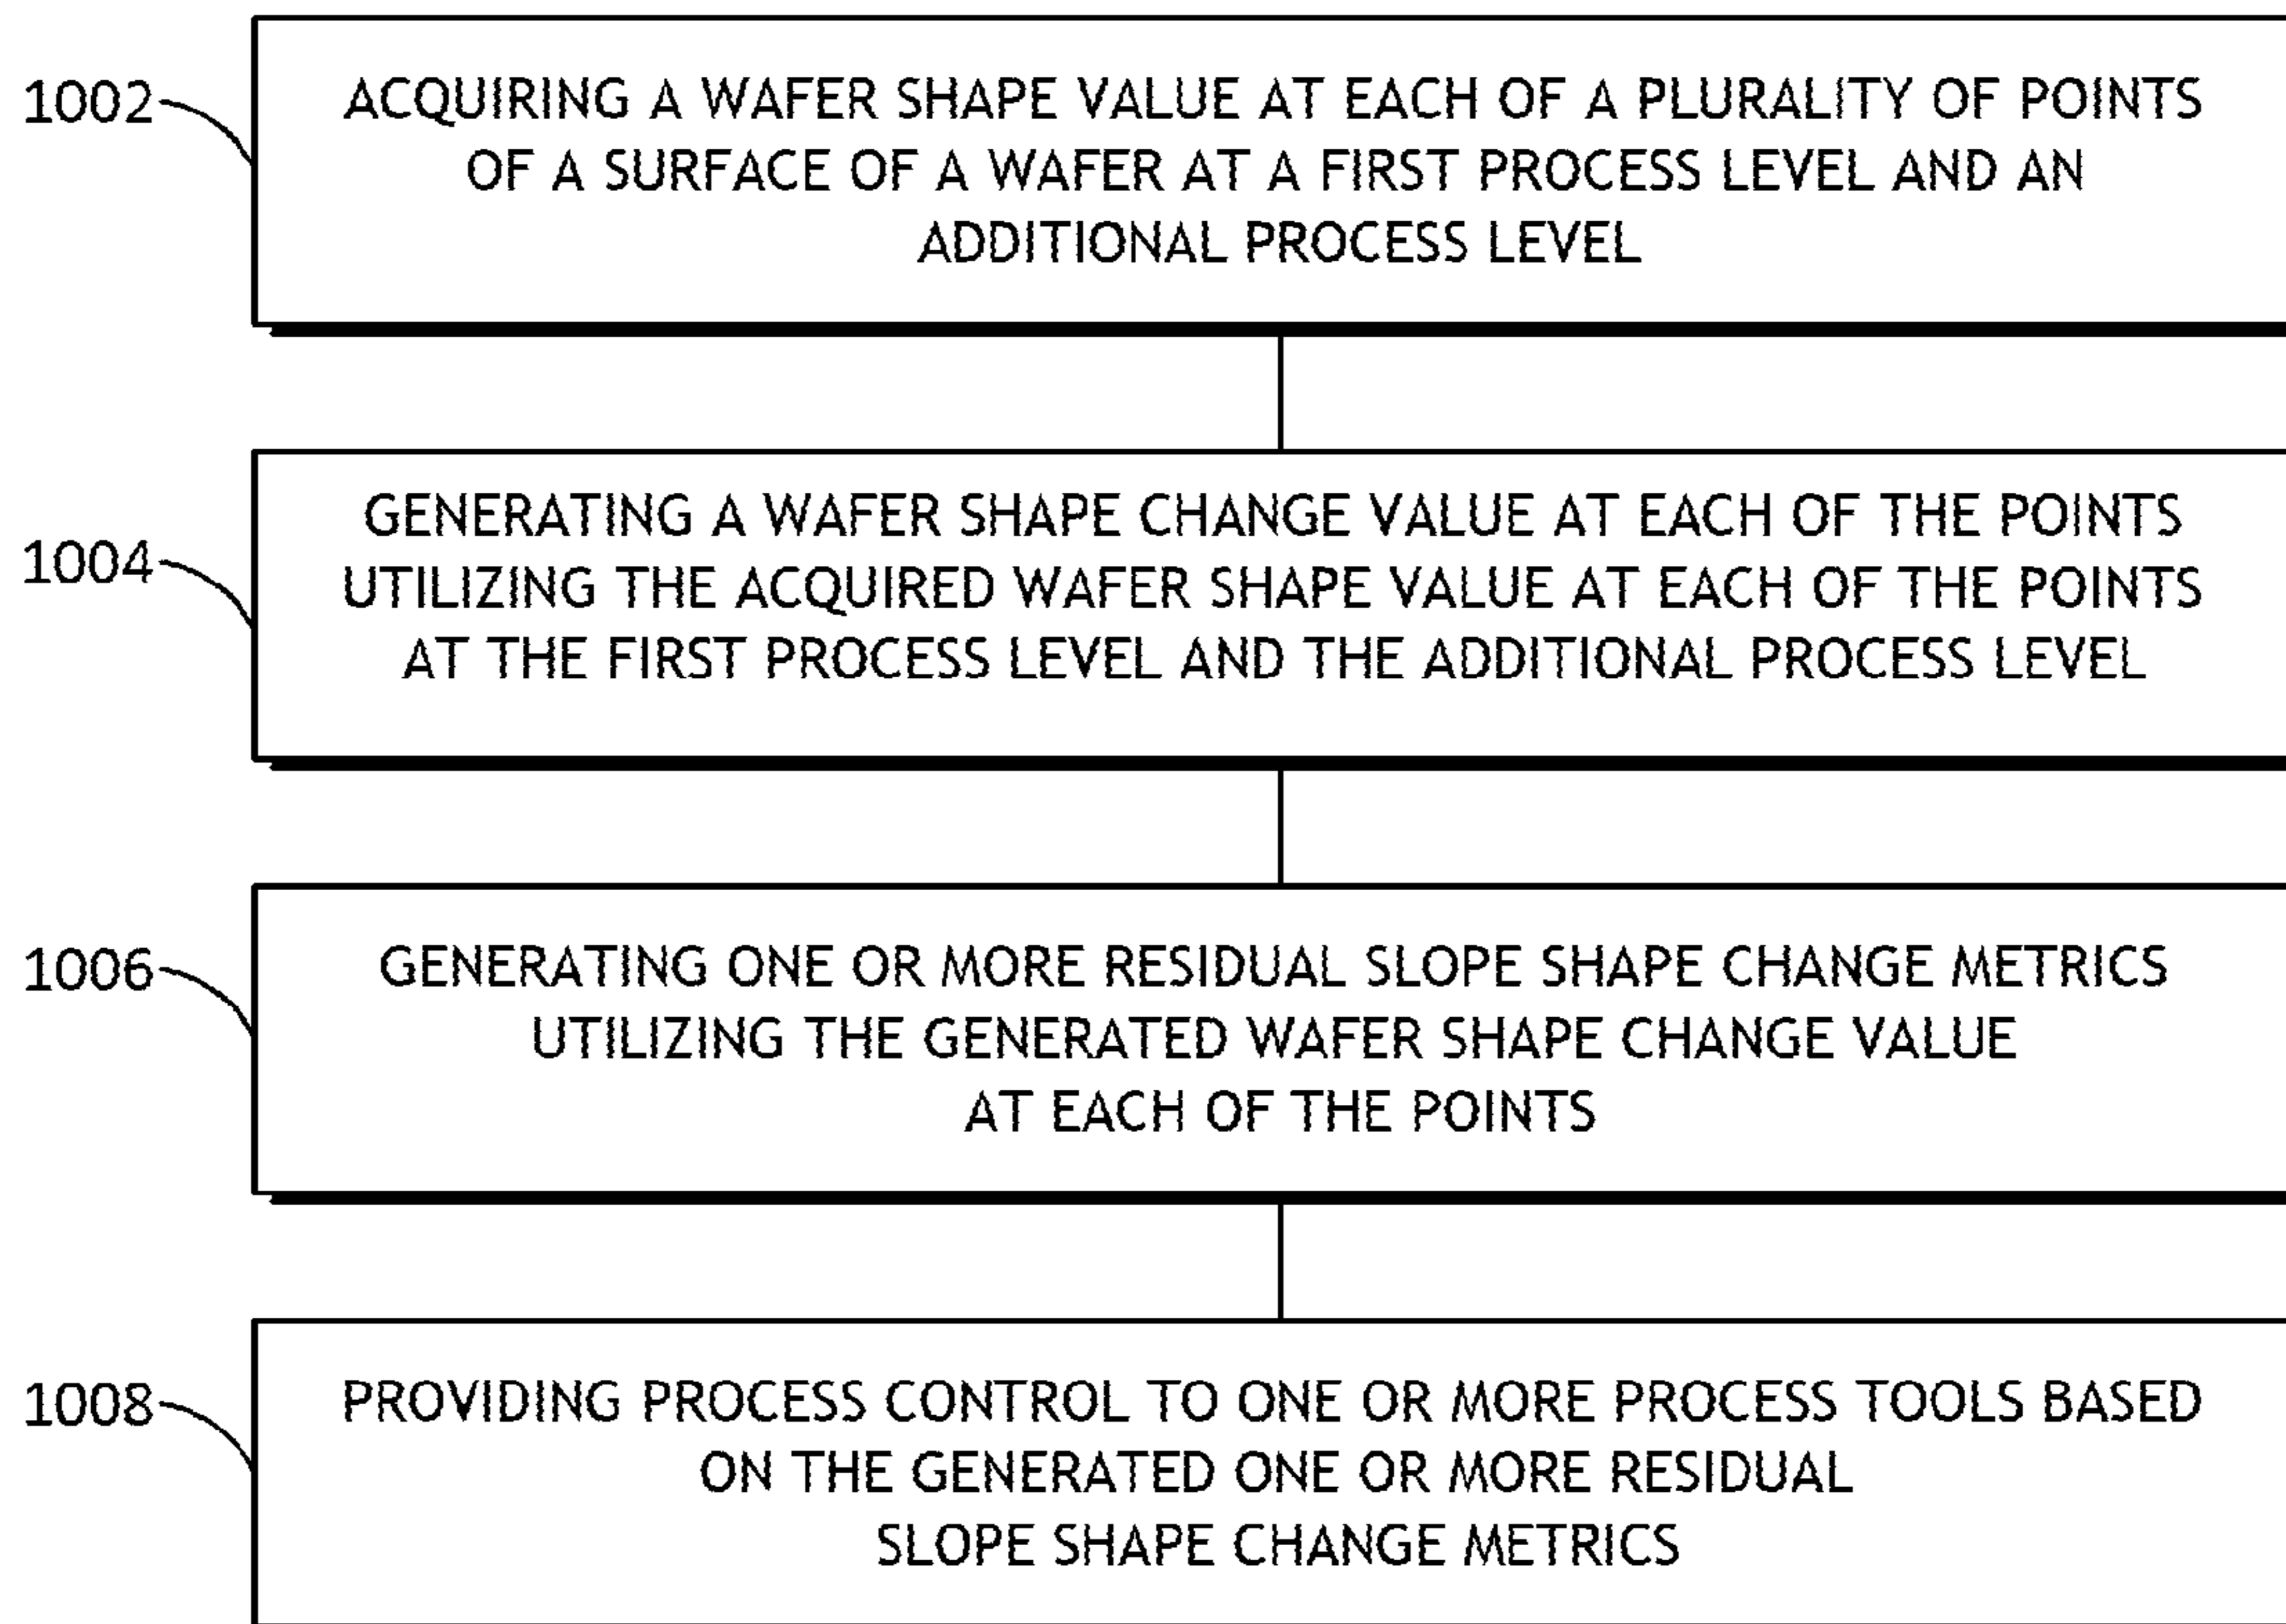 1002
ACQUIRING A WAFER SHAPE VALUE AT EACH OF A PLURALITY OF POINTS
OF A SURFACE OF A WAFER AT A FIRST PROCESS LEVEL AND AN
ADDITIONAL PROCESS LEVEL
1004
GENERATING A WAFER SHAPE CHANGE VALUE AT EACH OF THE POINTS
UTILIZING THE ACQUIRED WAFER SHAPE VALUE AT EACH OF THE POINTS
AT THE FIRST PROCESS LEVEL AND THE ADDITIONAL PROCESS LEVEL
1006
GENERATING ONE OR MORE RESIDUAL SLOPE SHAPE CHANGE METRICS
UTILIZING THE GENERATED WAFER SHAPE CHANGE VALUE
AT EACH OF THE POINTS
1008
PROVIDING PROCESS CONTROL TO ONE OR MORE PROCESS TOOLS BASED
ON THE GENERATED ONE OR MORE RESIDUAL
SLOPE SHAPE CHANGE METRICS